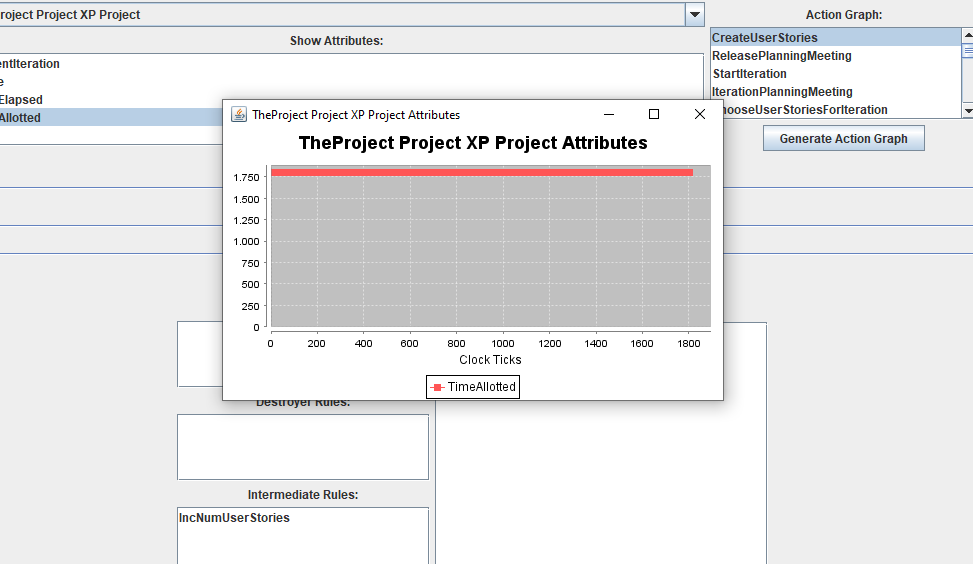 roject Project XP Project
Action Graph:
Show Attributes:
entIteration
e
Elapsed
Allotted
CreateUserStories
ReleasePlanningMeeting
StartIteration
IterationPlanningMeeting
hooseUserStoriesForIteration
Generate Action Graph
TheProject Project XP Project Attributes
TheProject Project XP Project Attributes
1.750
1.500
1.250
1.000
750
500
250
0
0 200 400 600 800 1000 1200 1400 1600 1800
Clock Ticks
TimeAllotted
Destroyer Rules:
Intermediate Rules:
IncNumUserStories